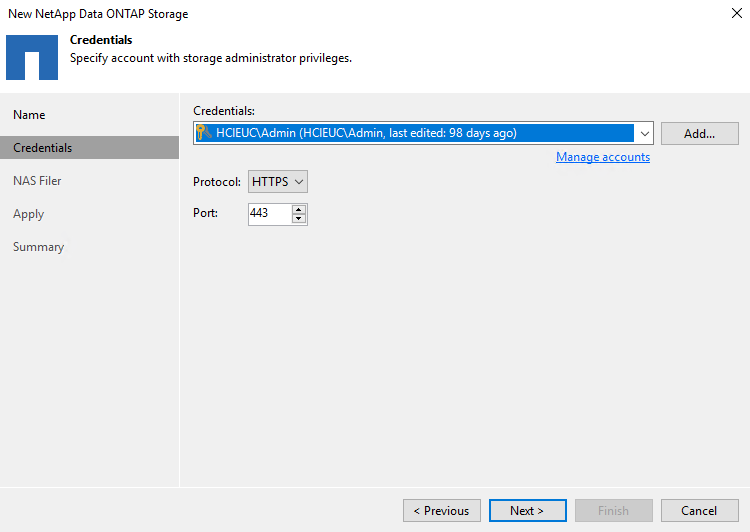 New NetApp Data ONTAP Storage
Credentials
Specify account with storage administrator privileges.
Name
Credentials
NAS Filer
Apply
Summary
Credentials:
HCIEUC\Admin (HCIEUC\Admin, last edited: 98 days ago)
Add...
Manage accounts
Protocol: HTTPS
Port: 443
< Previous
Next >
Finish
Cancel